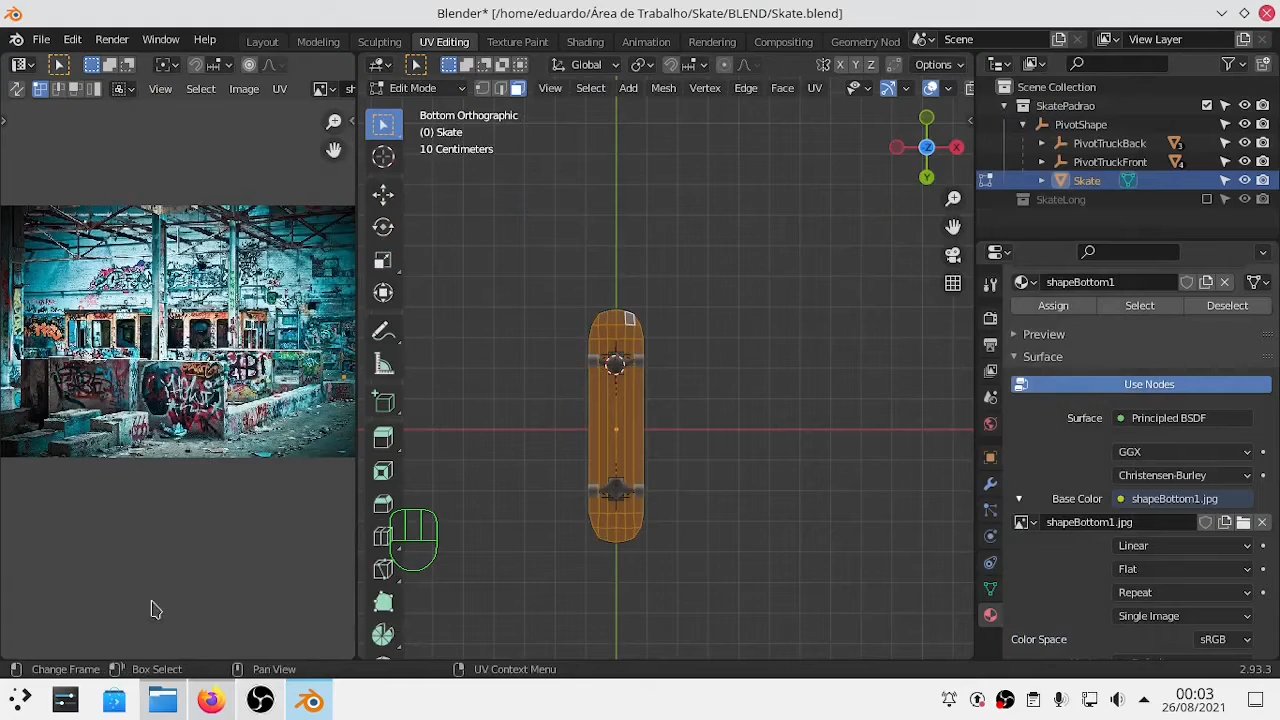 Blender* [/home/eduardo/Área de Trabalho/Skate/BLEND/Skate.blend]
File Edit Render Window Help Layout Modeling Sculpting UV Editing Texture Paint Shading Animation Rendering Compositing Geometry Nod Scene View Layer
Global X Y Z Options
View Select Image UV Edit Mode View Select Add Mesh Vertex Edge Face UV
Scene Collection
SkatePadrao
PivotShape
PivotTruckBack 3
PivotTruckFront 4
Skate
SkateLong
Bottom Orthographic
(0) Skate
10 Centimeters
Z X
Y
shapeBottom1
Assign Select Deselect
Preview
Surface
Use Nodes
Surface Principled BSDF
GGX
Christensen-Burley
Base Color shapeBottom1.jpg
shapeBottom1.jpg
Linear
Flat
Repeat
Single Image
Color Space sRGB
Change Frame Box Select Pan View UV Context Menu 2.93.3
00:03
26/08/2021